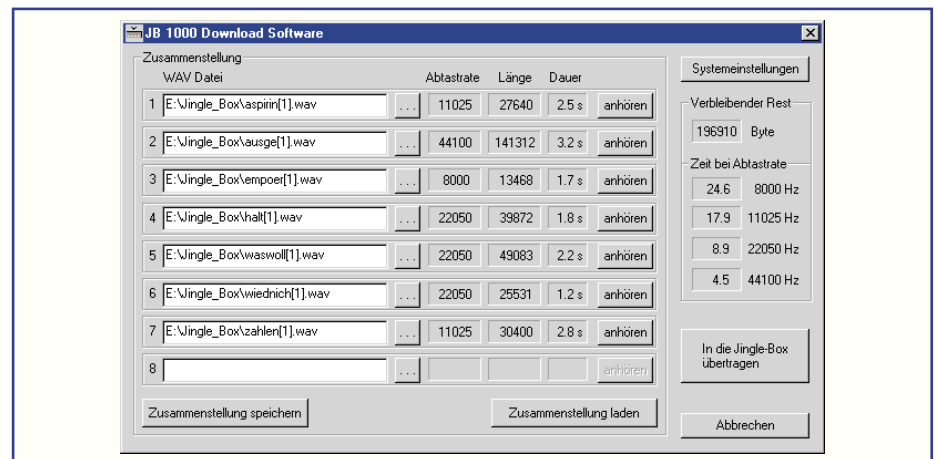 JB 1000 Download Software
Zusammenstellung
WAV Datei Abtastrate Länge Dauer
1 E:\Jingle_Box\aspirin[1].wav ... 11025 27640 2.5 s anhören
2 E:\Jingle_Box\ausge[1].wav ... 44100 141312 3.2 s anhören
3 E:\Jingle_Box\empoer[1].wav ... 8000 13468 1.7 s anhören
4 E:\Jingle_Box\halt[1].wav ... 22050 39872 1.8 s anhören
5 E:\Jingle_Box\waswoll[1].wav ... 22050 49083 2.2 s anhören
6 E:\Jingle_Box\wiednich[1].wav ... 22050 25531 1.2 s anhören
7 E:\Jingle_Box\zahlen[1].wav ... 11025 30400 2.8 s anhören
8 ... anhören
Zusammenstellung speichern
Zusammenstellung laden
Systemeinstellungen
Verbleibender Rest
196910 Byte
Zeit bei Abtastrate
24.6 8000 Hz
17.9 11025 Hz
8.9 22050 Hz
4.5 44100 Hz
In die Jingle-Box
übertragen
Abbrechen